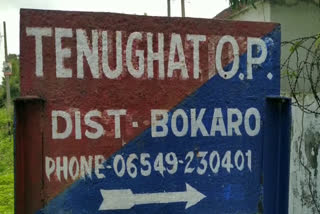 TENUGHAT O.P.
DIST- BOKARO
PHONE-06549-230401